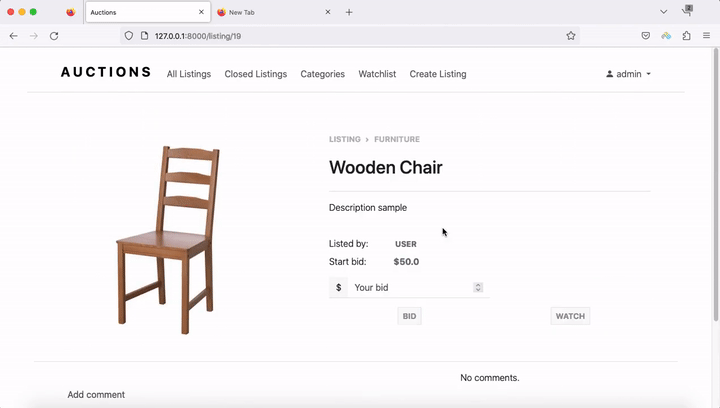 Auctions
New Tab
2
127.0.0.1:8000/listing/19
AUCTIONS All Listings Closed Listings Categories Watchlist Create Listing admin
LISTING › FURNITURE
Wooden Chair
Description sample
Listed by: USER
Start bid: $50.0
$ Your bid
BID WATCH
No comments.
Add comment